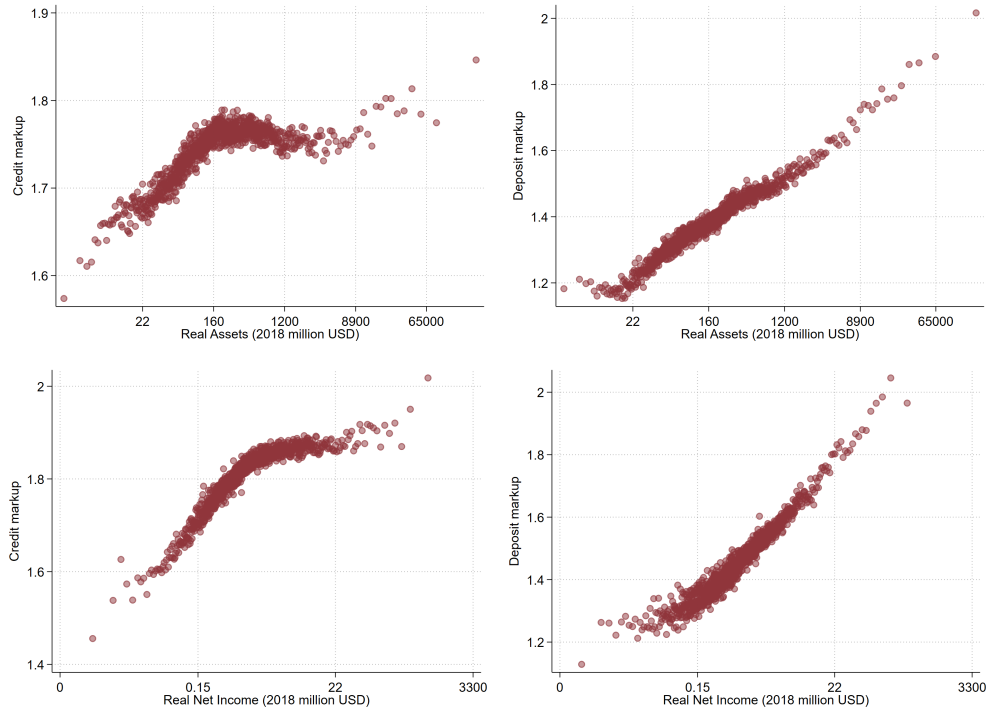 1.9
1.8
1.7
1.6
Credit markup
22 160 1200 8900 65000
Real Assets (2018 million USD)
2
1.8
1.6
1.4
1.2
Deposit markup
22 160 1200 8900 65000
Real Assets (2018 million USD)
2
1.8
1.6
1.4
Credit markup
0 0.15 22 3300
Real Net Income (2018 million USD)
2
1.8
1.6
1.4
1.2
Deposit markup
0 0.15 22 3300
Real Net Income (2018 million USD)